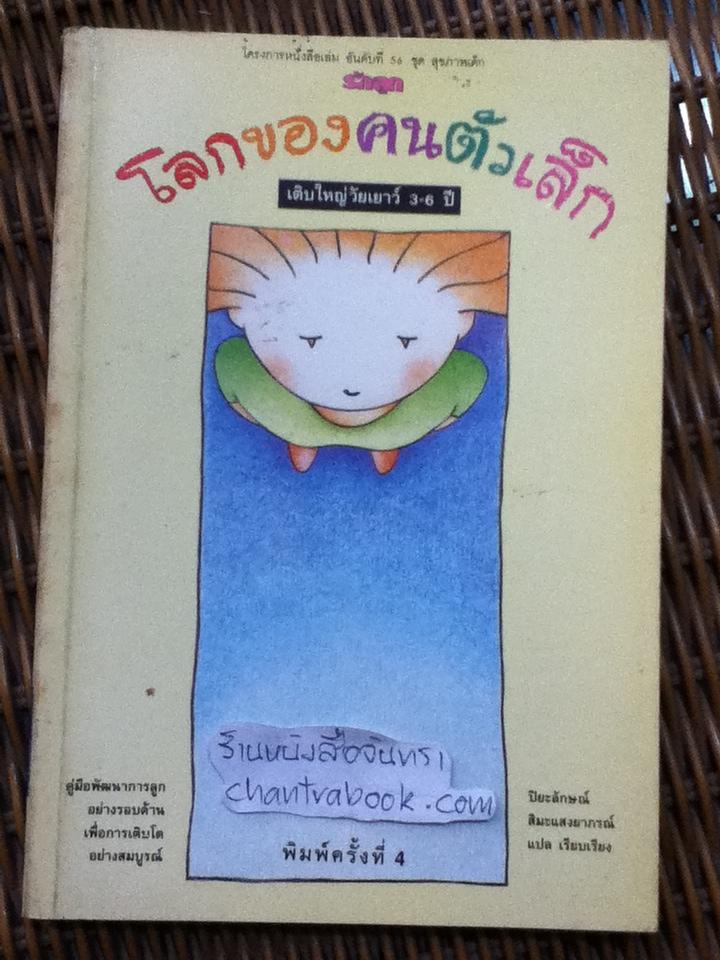 โครงการหนังสือเล่ม อันดับที่ 56 ชุด สุขภาพเด็ก
รักลูก
โลกของคนตัวเล็ก
เติบใหญ่วัยเยาว์ 3-6 ปี
ร้านหนังสือจันทรา
chantrabook.com
คู่มือพัฒนาการลูก
อย่างรอบด้าน
เพื่อการเติบโต
อย่างสมบูรณ์
พิมพ์ครั้งที่ 4
ปิยะลักษณ์
สิมะแสงยาภรณ์
แปล เรียบเรียง